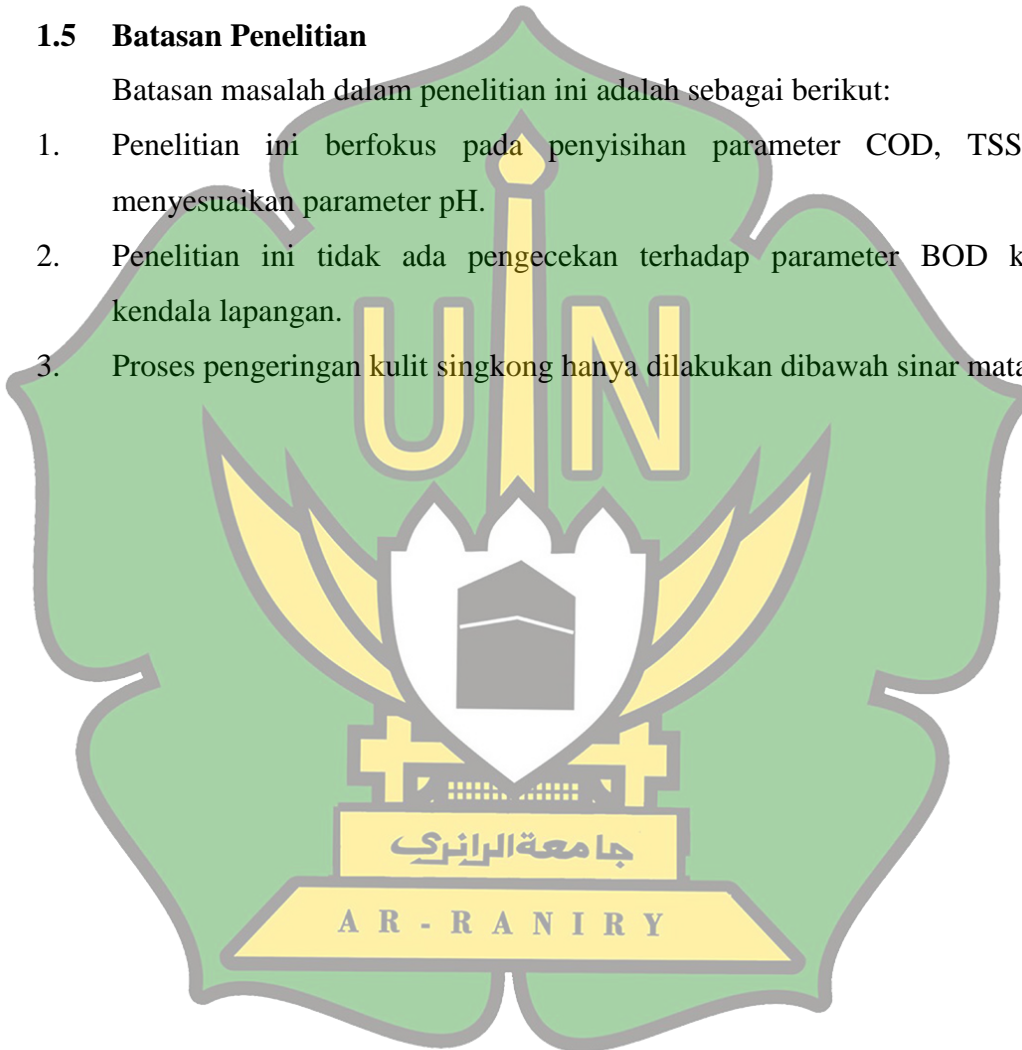 1.5 Batasan Penelitian
Batasan masalah dalam penelitian ini adalah sebagai berikut:
1. Penelitian ini berfokus pada penyisihan parameter COD, TSS
menyesuaikan parameter pH.
2. Penelitian ini tidak ada pengecekan terhadap parameter BOD k
kendala lapangan.
3. Proses pengeringan kulit singkong hanya dilakukan dibawah sinar mata
UIN
جامعةالرانري
AR-RANIRY